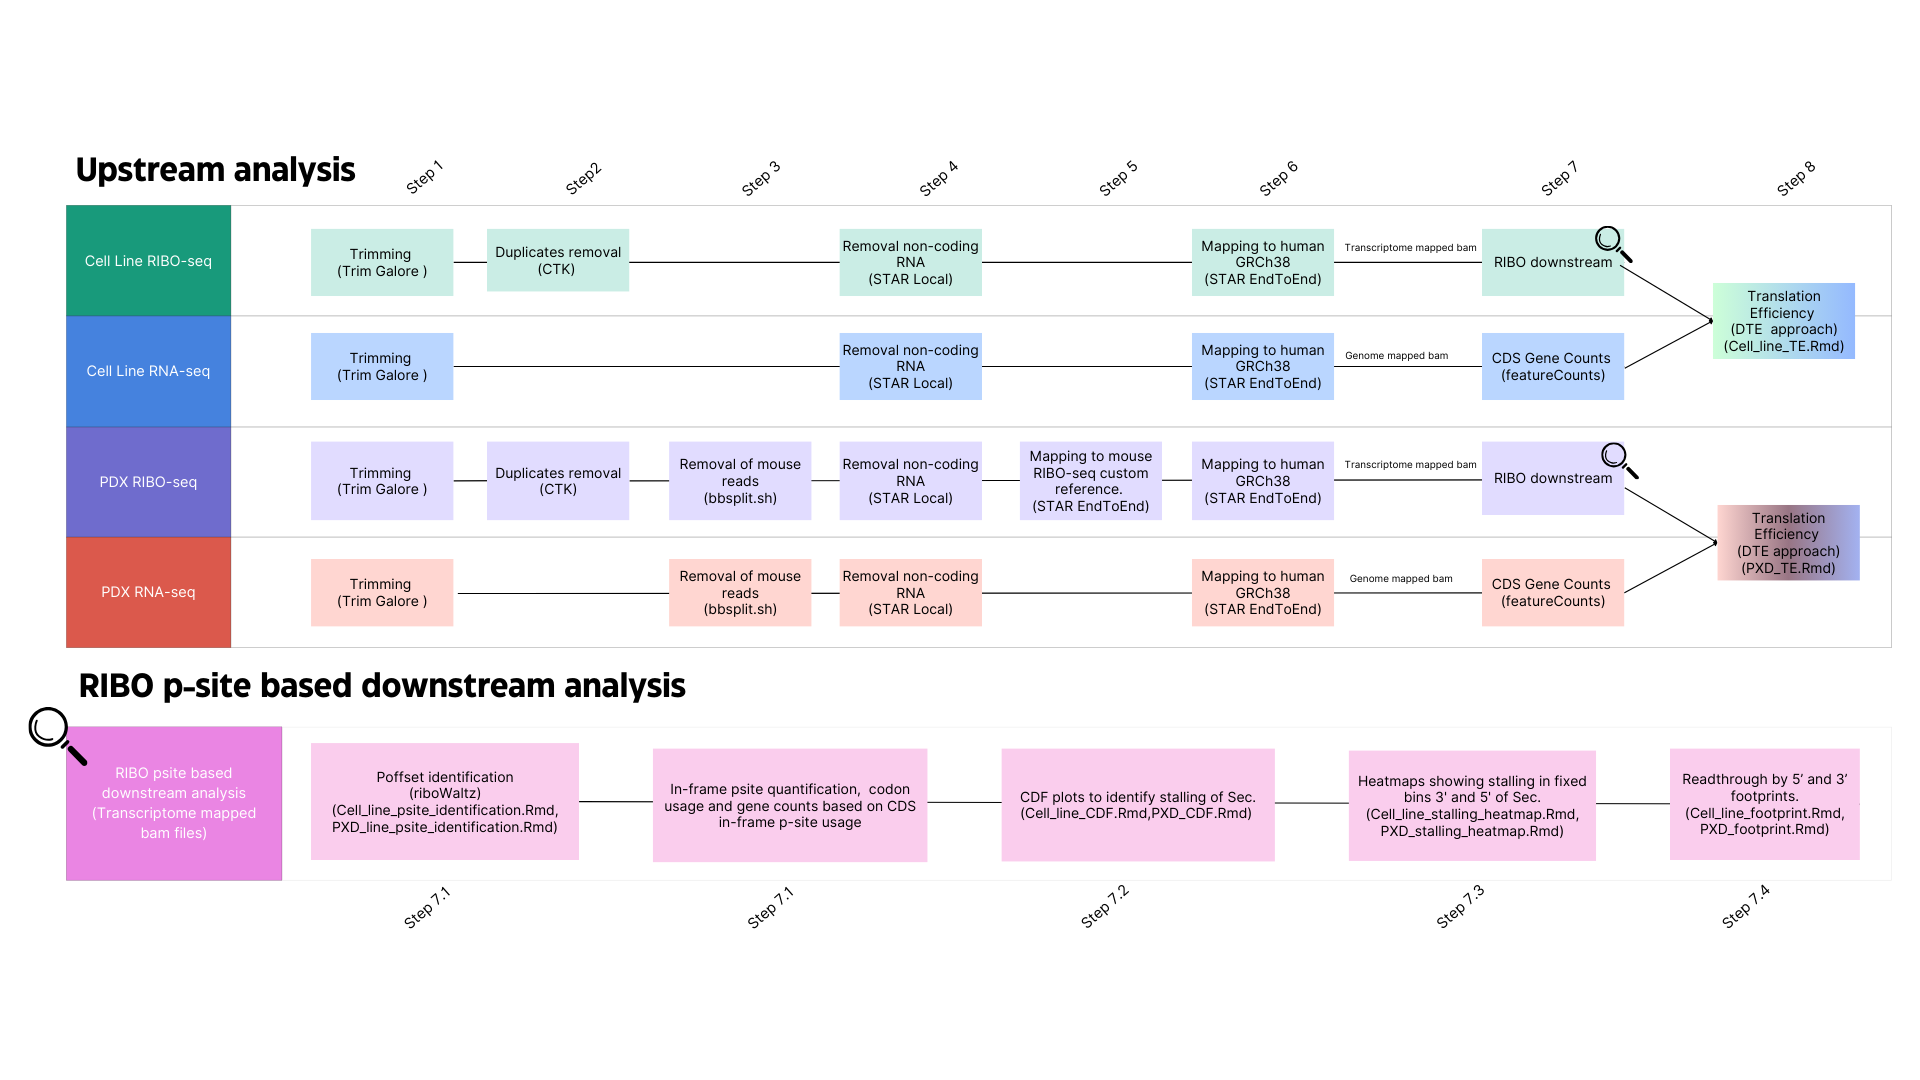 Upstream analysis
Step 1
Step2
Step 3
Step 4
Step 5
Step 6
Step 7
Step 8
Cell Line RIBO-seq
Trimming
(Trim Galore )
Duplicates removal
(CTK)
Removal non-coding
RNA
(STAR Local)
Mapping to human
GRCh38
(STAR EndToEnd)
Transcriptome mapped bam
RIBO downstream
Translation
Efficiency
(DTE  approach)
(Cell_line_TE.Rmd)
Cell Line RNA-seq
Trimming
(Trim Galore )
Removal non-coding
RNA
(STAR Local)
Mapping to human
GRCh38
(STAR EndToEnd)
Genome mapped bam
CDS Gene Counts
(featureCounts)
PDX RIBO-seq
Trimming
(Trim Galore )
Duplicates removal
(CTK)
Removal of mouse
reads
(bbsplit.sh)
Removal non-coding
RNA
(STAR Local)
Mapping to mouse
RIBO-seq custom
reference.
(STAR EndToEnd)
Mapping to human
GRCh38
(STAR EndToEnd)
Transcriptome mapped bam
RIBO downstream
Translation
Efficiency
(DTE approach)
(PXD_TE.Rmd)
PDX RNA-seq
Trimming
(Trim Galore )
Removal of mouse
reads
(bbsplit.sh)
Removal non-coding
RNA
(STAR Local)
Mapping to human
GRCh38
(STAR EndToEnd)
Genome mapped bam
CDS Gene Counts
(featureCounts)
RIBO p-site based downstream analysis
RIBO psite based
downstream analysis
(Transcriptome mapped
bam files)
Poffset identification
(riboWaltz)
(Cell_line_psite_identification.Rmd,
PXD_line_psite_identification.Rmd)
In-frame psite quantification,  codon
usage and gene counts based on CDS
in-frame p-site usage
CDF plots to identify stalling of Sec.
(Cell_line_CDF.Rmd,PXD_CDF.Rmd)
Heatmaps showing stalling in fixed
bins 3' and 5' of Sec.
(Cell_line_stalling_heatmap.Rmd,
PXD_stalling_heatmap.Rmd)
Readthrough by 5’ and 3’
footprints.
(Cell_line_footprint.Rmd,
PXD_footprint.Rmd)
Step 7.1
Step 7.1
Step 7.2
Step 7.3
Step 7.4